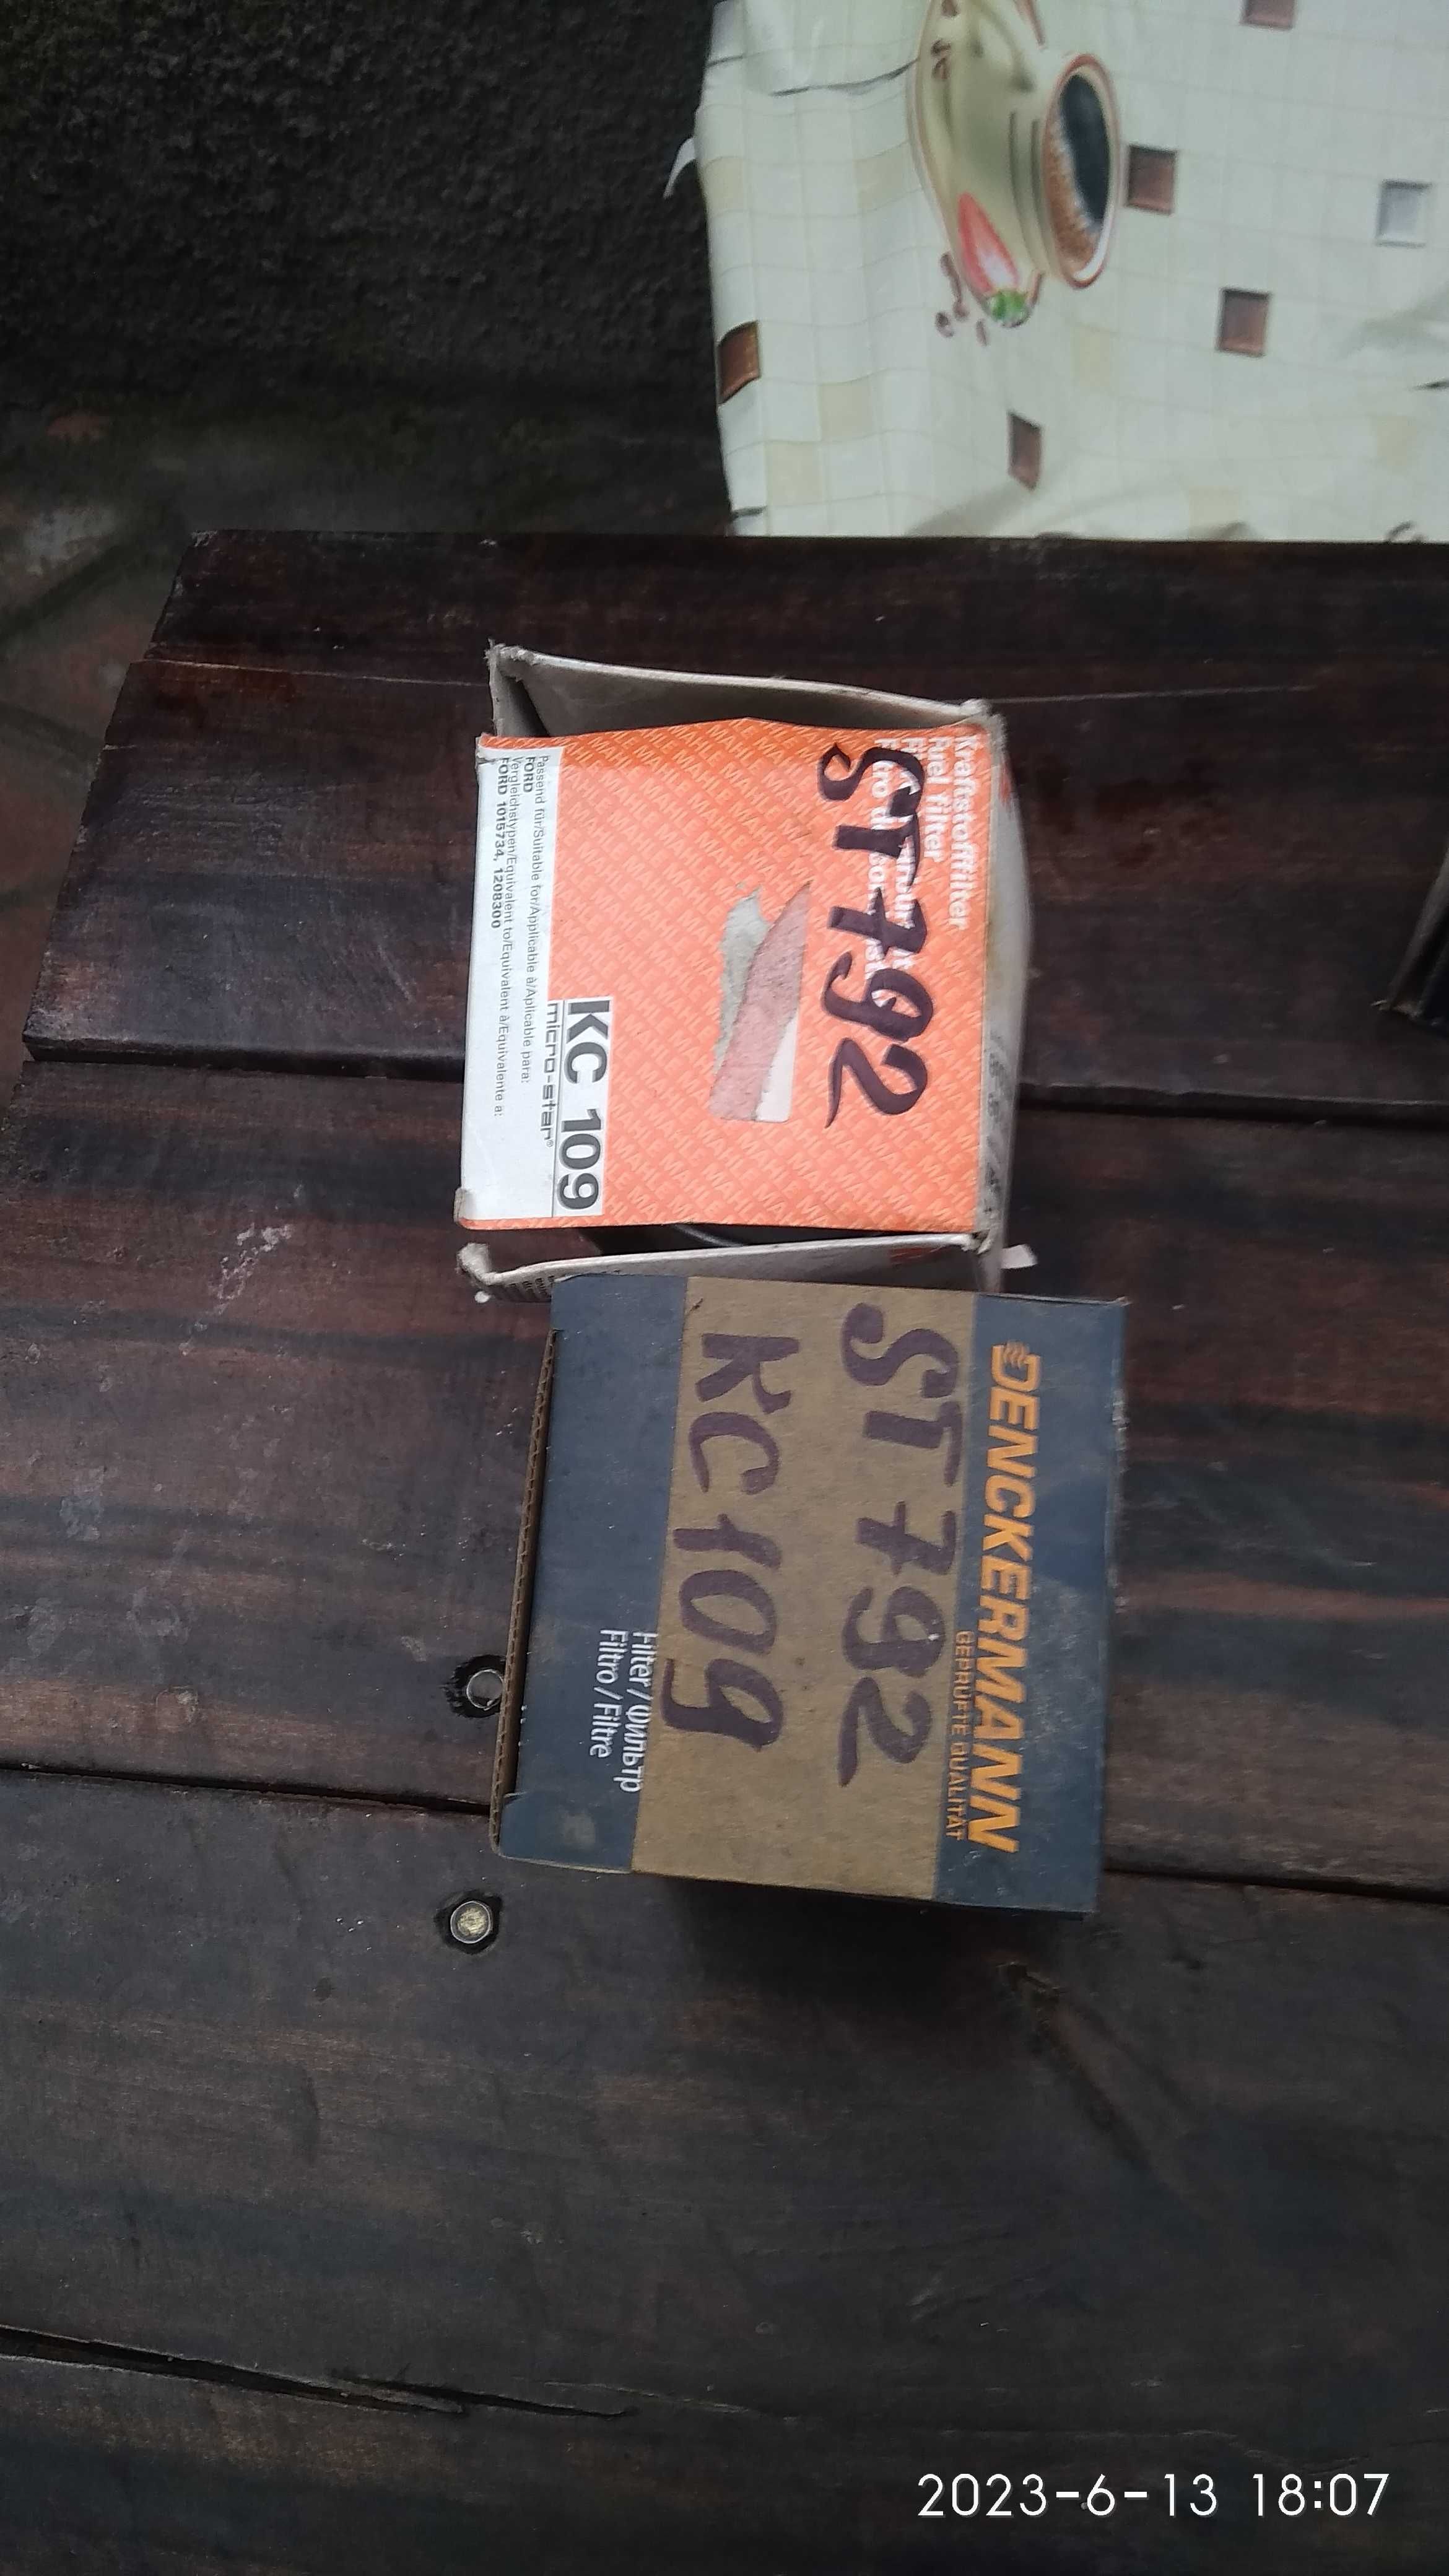 Kraftstofffilter
Fuel filter
ST792
KC 109
micro-star®
Passend für/Suitable for/Applicable à/Aplicable para:
FORD
Vergleichstypen/Equivalent to/Equivalent à/Equivalente a:
FORD 1015734, 1208300
DENCKERMANN
GEPRÜFTE QUALITÄT
ST792
KC109
Filter / Фильтр
Filtro / Filtre
2023-6-13 18:07